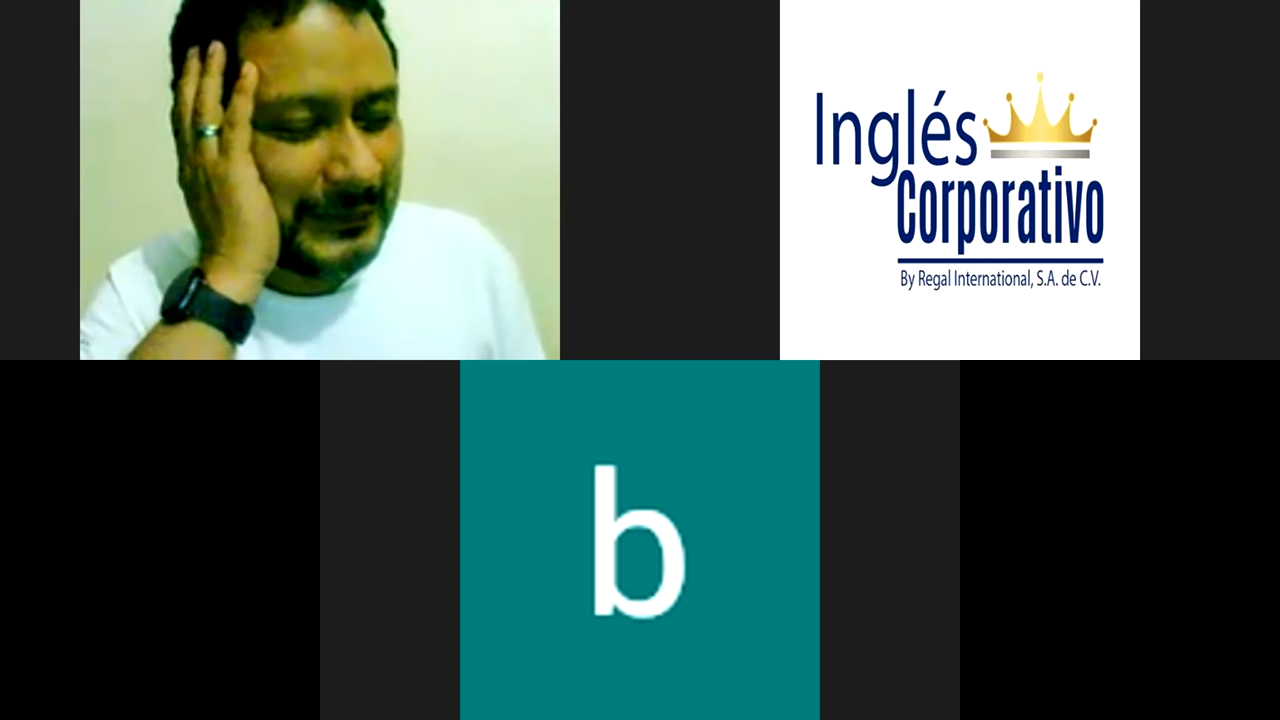 Inglés
Corporativo
By Regal International, S.A. de C.V.
b